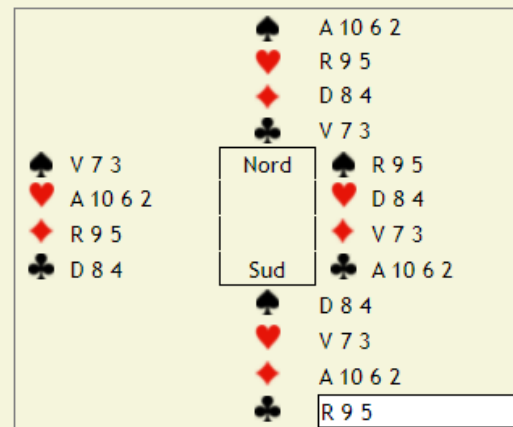 ♠ A 10 6 2
♥ R 9 5
♦ D 8 4
♣ V 7 3
♠ V 7 3 Nord ♠ R 9 5
♥ A 10 6 2 ♥ D 8 4
♦ R 9 5 ♦ V 7 3
♣ D 8 4 Sud ♣ A 10 6 2
♠ D 8 4
♥ V 7 3
♦ A 10 6 2
♣ R 9 5